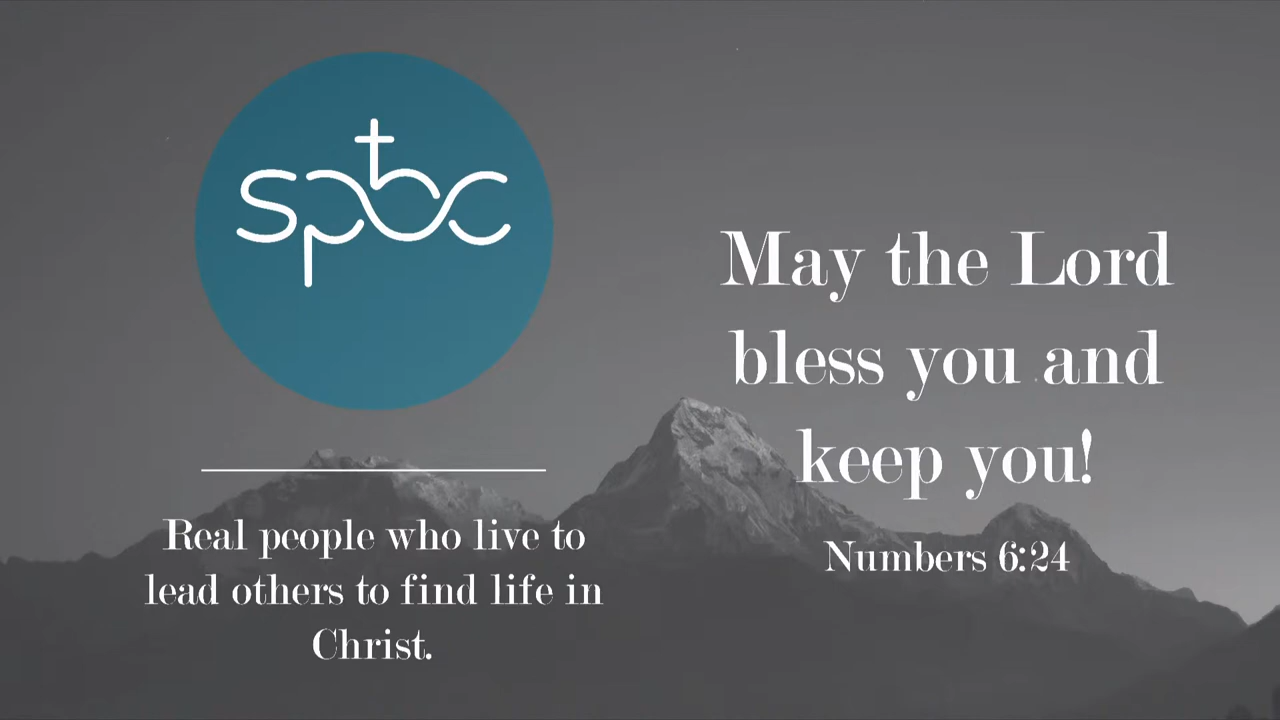 spbc
Real people who live to
lead others to find life in
Christ.
May the Lord
bless you and
keep you!
Numbers 6:24